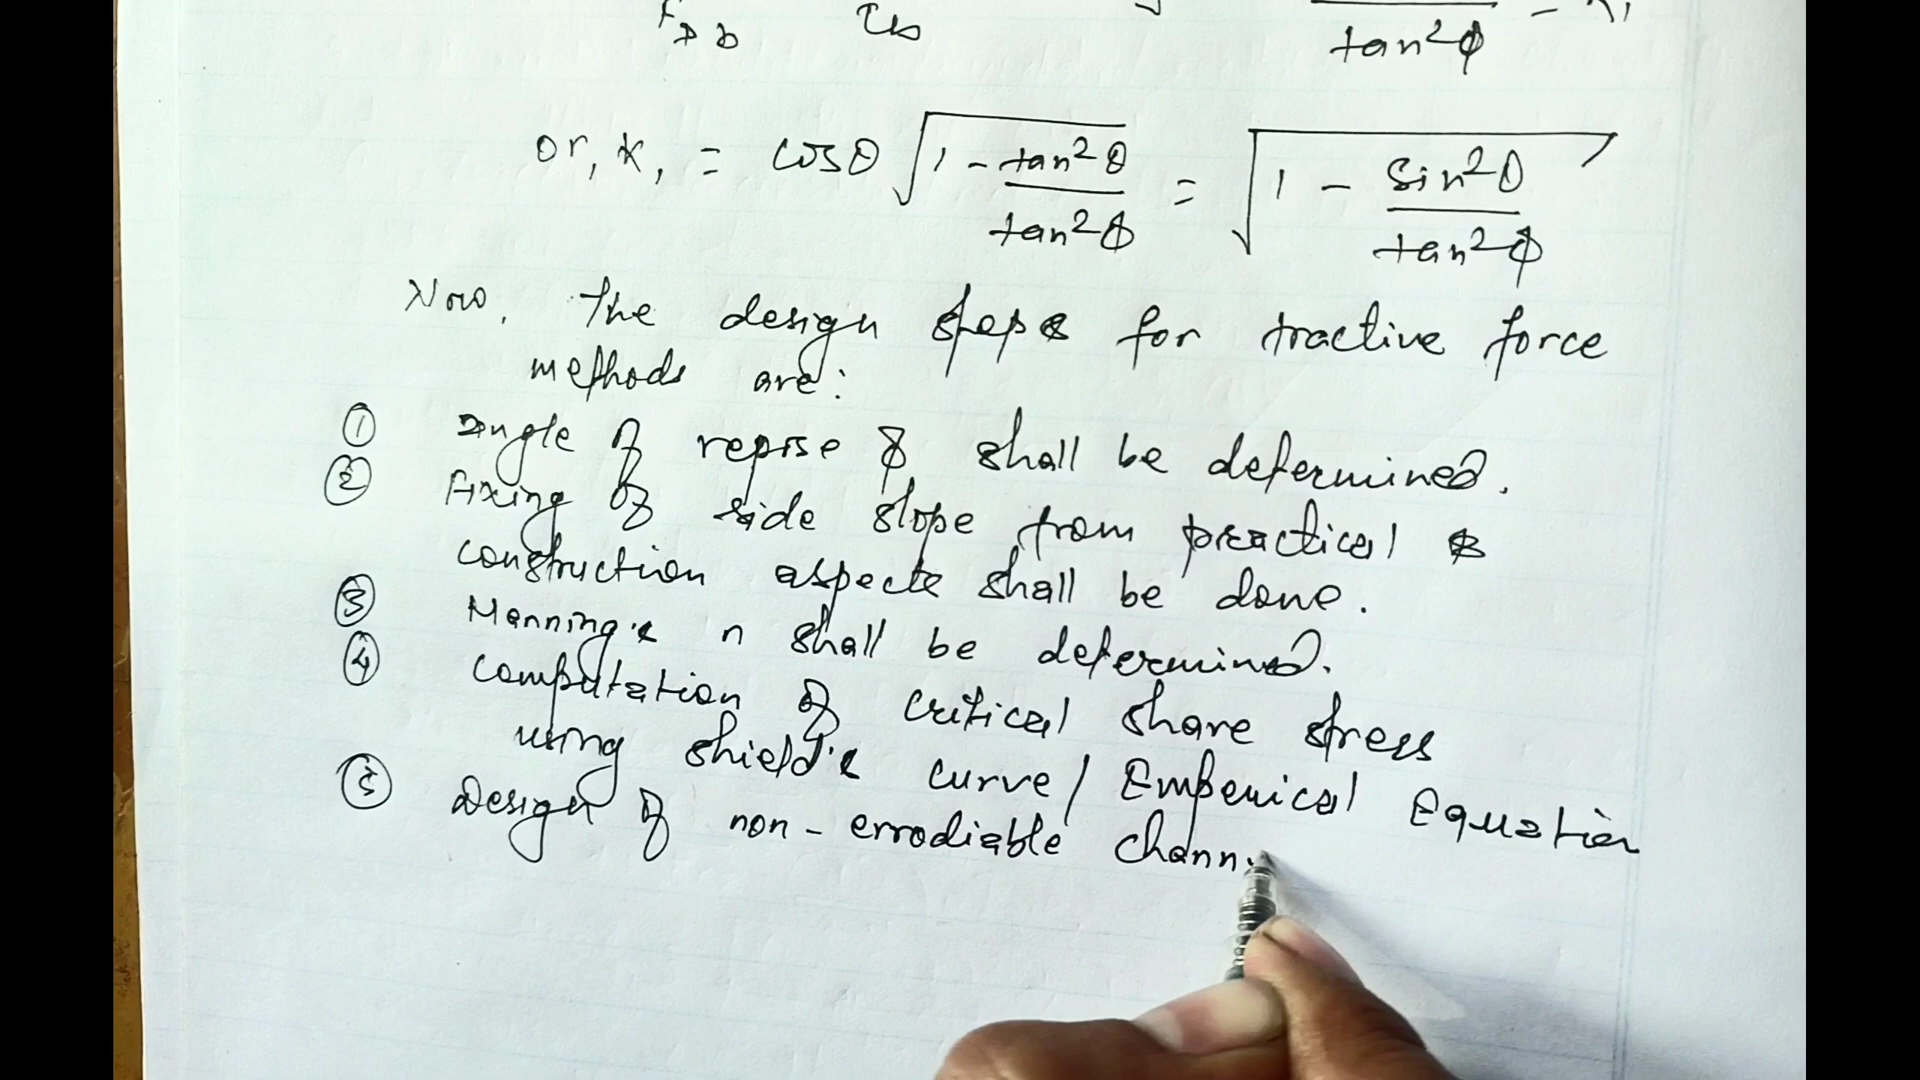 tan²φ
or, K₁ = cosθ √(1 - tan²θ / tan²φ) = √(1 - sin²θ / tan²φ)
Now, the design steps for tractive force
methods are:
① Angle of repose φ shall be determined.
② Fixing of side slope from practical &
construction aspects shall be done.
③ Manning's n shall be determined.
④ Computation of critical share stress
using shield's curve / Emperical Equation
⑤ Design of non-errodiable chann